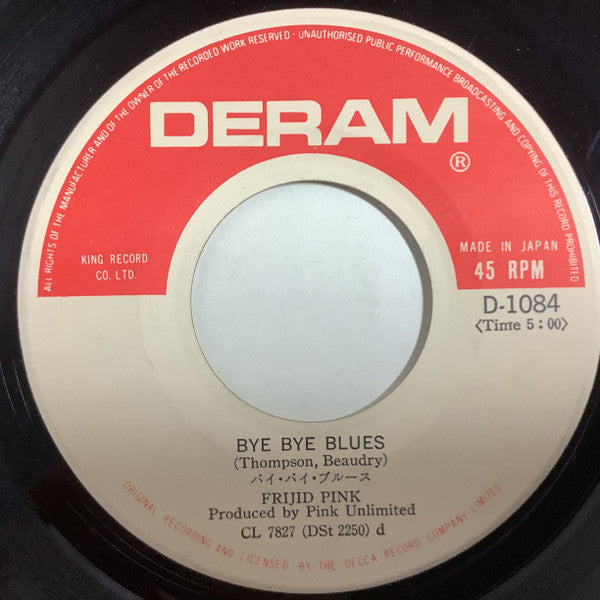 ALL RIGHTS OF THE MANUFACTURER AND OF THE OWNER OF THE RECORDED WORK RESERVED - UNAUTHORISED PUBLIC PERFORMANCE BROADCASTING AND COPYING OF THIS RECORD PROHIBITED
DERAM
®
KING RECORD
CO. LTD.
MADE IN JAPAN
45 RPM
D-1084
〈Time 5:00〉
BYE BYE BLUES
(Thompson, Beaudry)
バイ・バイ・ブルース
FRIJID PINK
Produced by Pink Unlimited
CL 7827 (DSt 2250) d
ORIGINAL RECORDING AND LICENSED BY THE DECCA RECORD COMPANY LIMITED